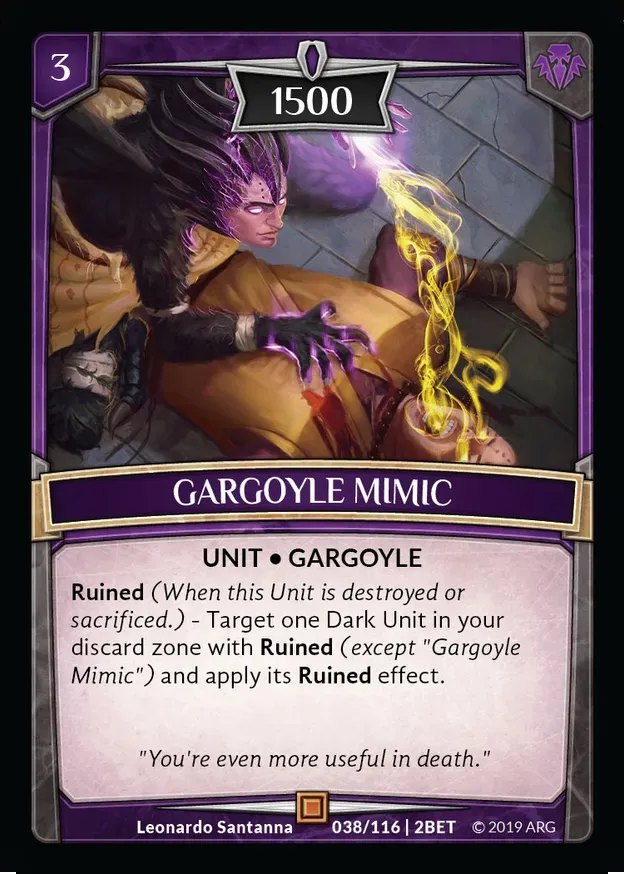 3
1500
GARGOYLE MIMIC
UNIT • GARGOYLE
Ruined (When this Unit is destroyed or
sacrificed.) - Target one Dark Unit in your
discard zone with Ruined (except "Gargoyle
Mimic") and apply its Ruined effect.
"You're even more useful in death."
Leonardo Santanna 038/116 | 2BET © 2019 ARG